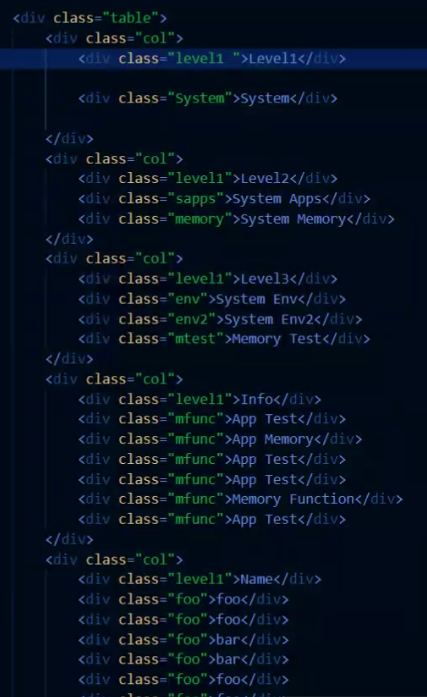 <div class="table">
<div class="col">
<div class="level1 ">Level1</div>
<div class="System">System</div>
</div>
<div class="col">
<div class="level1">Level2</div>
<div class="sapps">System Apps</div>
<div class="memory">System Memory</div>
</div>
<div class="col">
<div class="level1">Level3</div>
<div class="env">System Env</div>
<div class="env2">System Env2</div>
<div class="mtest">Memory Test</div>
</div>
<div class="col">
<div class="level1">Info</div>
<div class="mfunc">App Test</div>
<div class="mfunc">App Memory</div>
<div class="mfunc">App Test</div>
<div class="mfunc">App Test</div>
<div class="mfunc">Memory Function</div>
<div class="mfunc">App Test</div>
</div>
<div class="col">
<div class="level1">Name</div>
<div class="foo">foo</div>
<div class="foo">foo</div>
<div class="foo">bar</div>
<div class="foo">bar</div>
<div class="foo">foo</div>